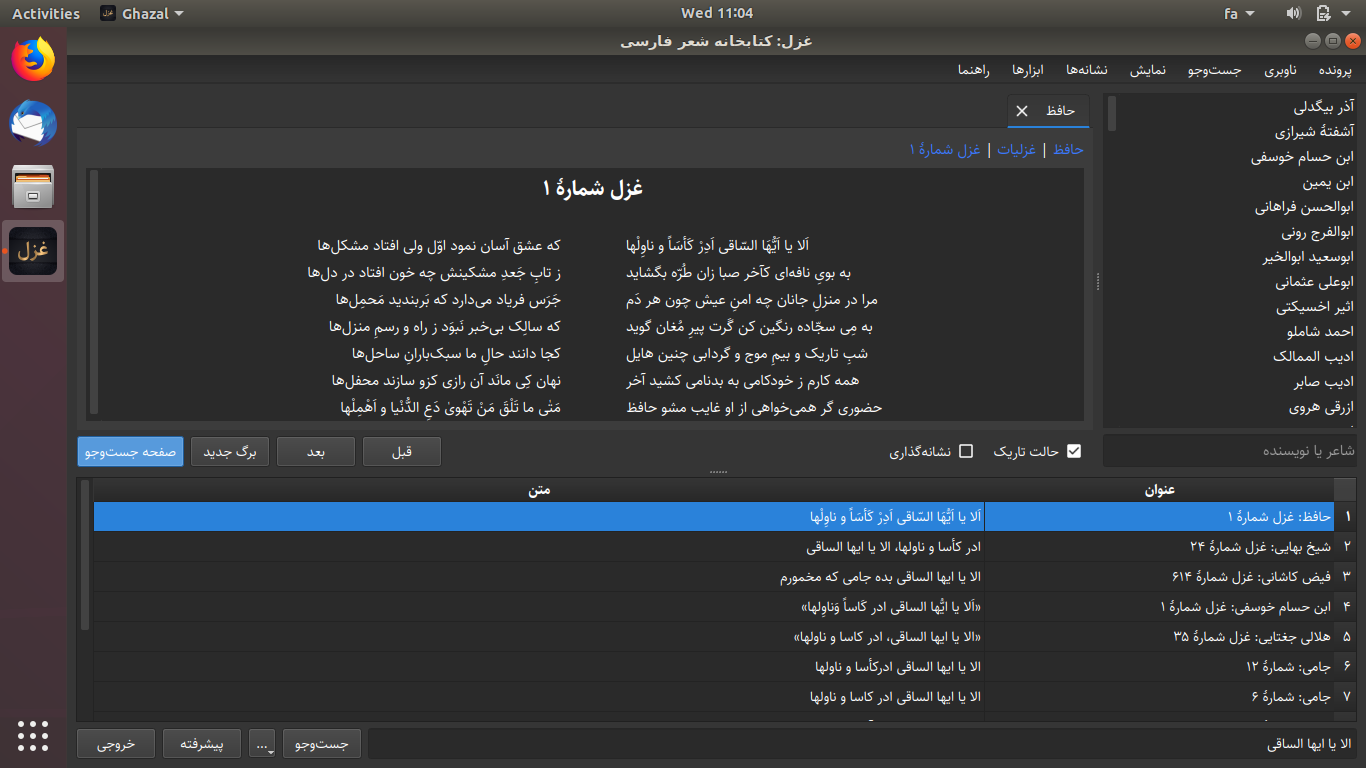 Activities
Ghazal
Wed 11:04
fa
غزل: کتابخانه شعر فارسی
پرونده ناوبری جست‌وجو نمایش نشانه‌ها ابزارها راهنما
آذر بیگدلی
آشفتهٔ شیرازی
ابن حسام خوسفی
ابن یمین
ابوالحسن فراهانی
ابوالفرج رونی
ابوسعید ابوالخیر
ابوعلی عثمانی
اثیر اخسیکتی
احمد شاملو
ادیب الممالک
ادیب صابر
ازرقی هروی
شاعر یا نویسنده
حافظ
حافظ | غزلیات | غزل شمارهٔ ۱
غزل شمارهٔ ۱
اَلا یا اَیُّهَا السّاقی اَدِرْ کَأسَاً و ناوِلْها که عشق آسان نمود اوّل ولی افتاد مشکل‌ها
به بویِ نافه‌ای کآخر صبا زان طُرّه بگشاید ز تابِ جَعدِ مشکینش چه خون افتاد در دل‌ها
مرا در منزلِ جانان چه امنِ عیش چون هر دَم جَرَس فریاد می‌دارد که بَربندید مَحمِل‌ها
به مِی سجّاده رنگین کن گَرت پیرِ مُغان گوید که سالِک بی‌خبر نَبوَد ز راه و رسمِ منزل‌ها
شبِ تاریک و بیمِ موج و گردابی چنین هایل کجا دانند حالِ ما سبک‌بارانِ ساحل‌ها
همه کارم ز خودکامی به بدنامی کشید آخر نهان کِی مانَد آن رازی کزو سازند محفل‌ها
حضوری گر همی‌خواهی از او غایب مشو حافظ مَتٰی ما تَلْقَ مَنْ تَهْویٰ دَعِ الدُّنْیا و اَهْمِلْها
حالت تاریک نشانه‌گذاری قبل بعد برگ جدید صفحه جست‌وجو
عنوان متن
۱ حافظ: غزل شمارهٔ ۱ اَلا یا اَیُّهَا السّاقی اَدِرْ کَأسَاً و ناوِلْها
۲ شیخ بهایی: غزل شمارهٔ ۲۴ ادر کأسا و ناولها، الا یا ایها الساقی
۳ فیض کاشانی: غزل شمارهٔ ۶۱۴ الا یا ایها الساقی بده جامی که مخمورم
۴ ابن حسام خوسفی: غزل شمارهٔ ۱ «اَلا یا ایُّها الساقی ادر کَاساً وَناوِلها»
۵ هلالی جغتایی: غزل شمارهٔ ۳۵ «الا یا ایها الساقی، ادر کاسا و ناولها»
۶ جامی: شمارهٔ ۱۲ الا یا ایها الساقی ادرکأسا و ناولها
۷ جامی: شمارهٔ ۶ الا یا ایها الساقی ادر کاسا و ناولها
الا یا ایها الساقی جست‌وجو ... پیشرفته خروجی
غزل